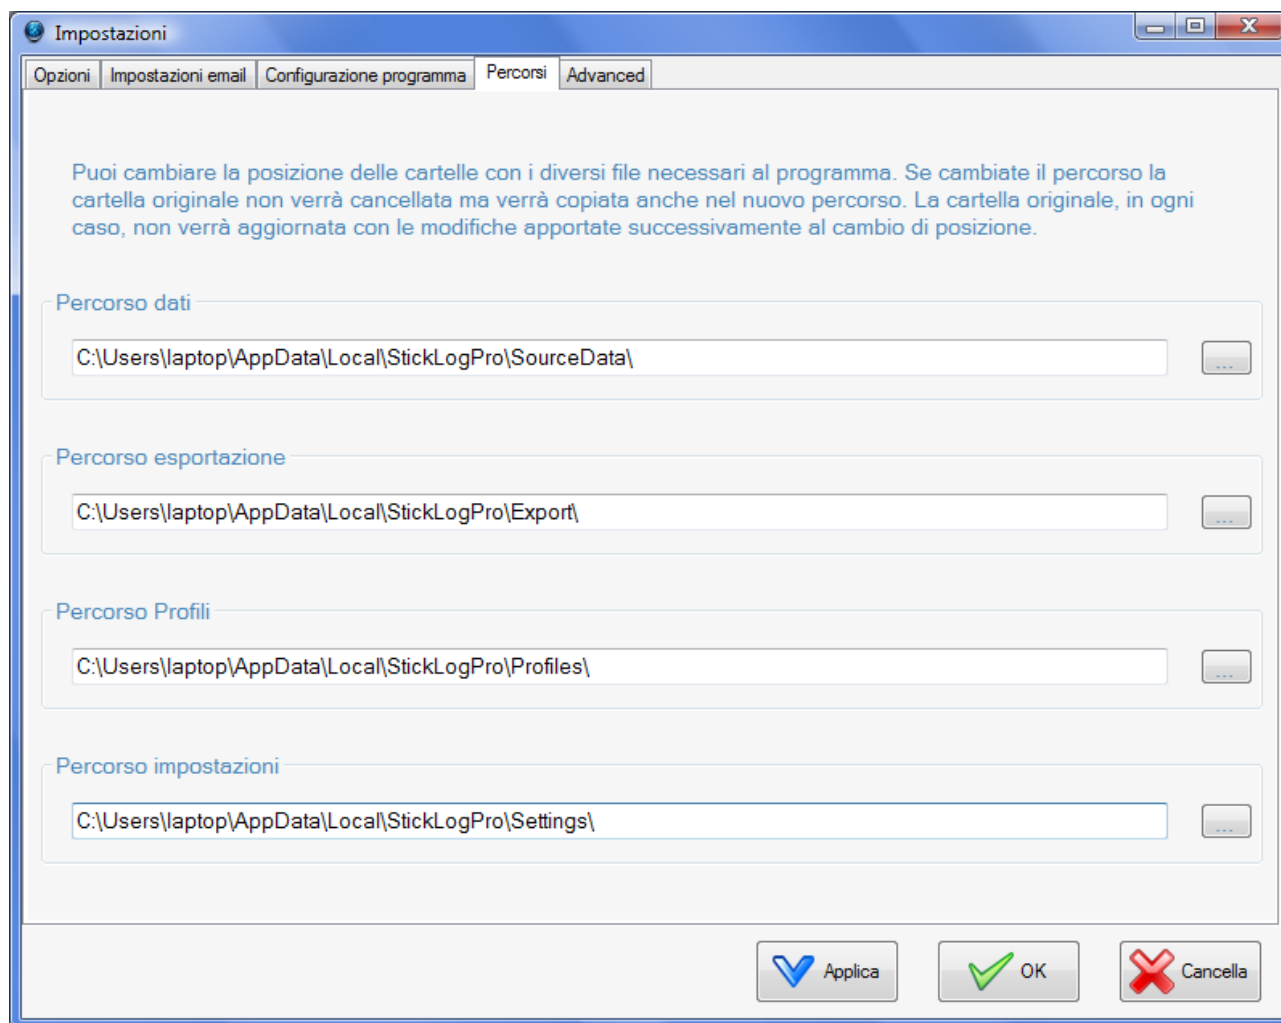 Impostazioni
Opzioni Impostazioni email Configurazione programma Percorsi Advanced
Puoi cambiare la posizione delle cartelle con i diversi file necessari al programma. Se cambiate il percorso la
cartella originale non verrà cancellata ma verrà copiata anche nel nuovo percorso. La cartella originale, in ogni
caso, non verrà aggiornata con le modifiche apportate successivamente al cambio di posizione.
Percorso dati
C:\Users\laptop\AppData\Local\StickLogPro\SourceData\ ...
Percorso esportazione
C:\Users\laptop\AppData\Local\StickLogPro\Export\ ...
Percorso Profili
C:\Users\laptop\AppData\Local\StickLogPro\Profiles\ ...
Percorso impostazioni
C:\Users\laptop\AppData\Local\StickLogPro\Settings\ ...
Applica OK Cancella